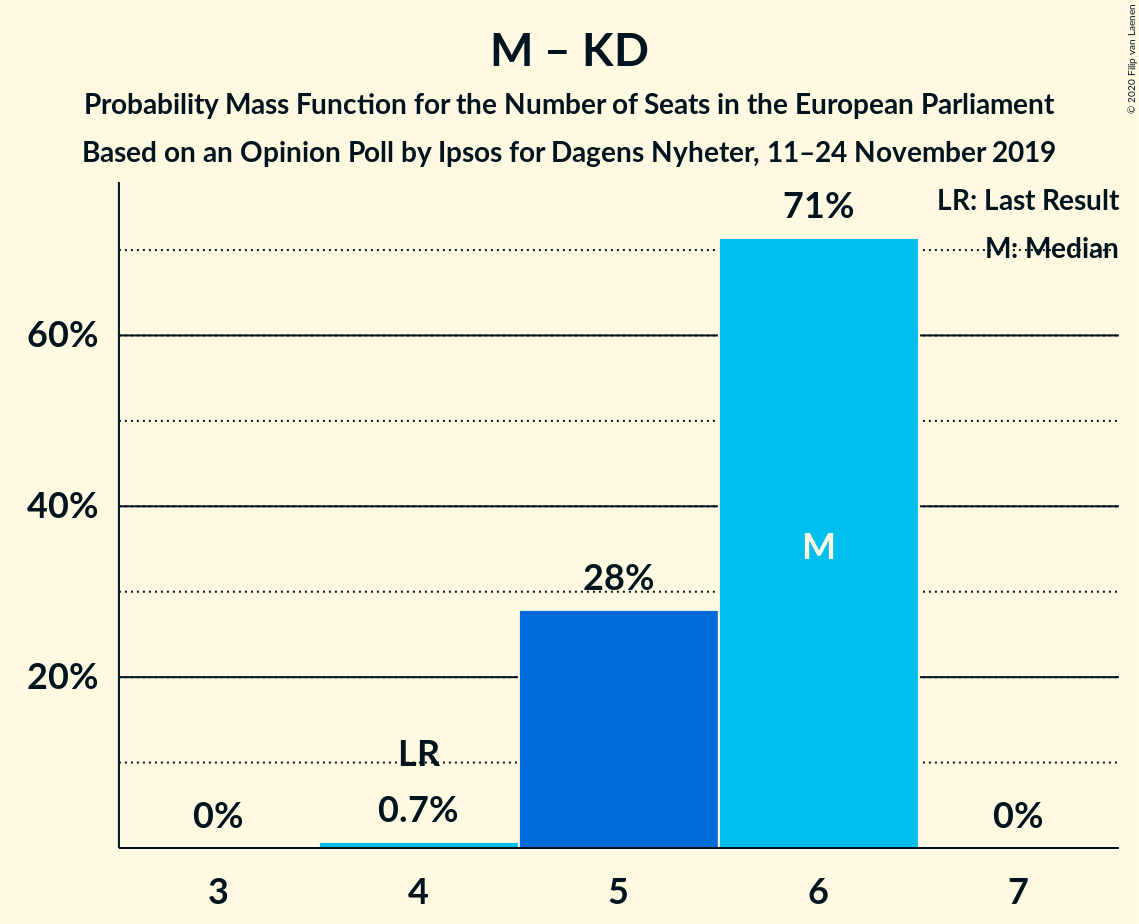 M – KD
Probability Mass Function for the Number of Seats in the European Parliament
Based on an Opinion Poll by Ipsos for Dagens Nyheter, 11–24 November 2019
© 2020 Filip van Laenen
LR: Last Result
M: Median
71%
60%
40%
M
28%
20%
LR
0%
0.7%
0%
3 4 5 6 7